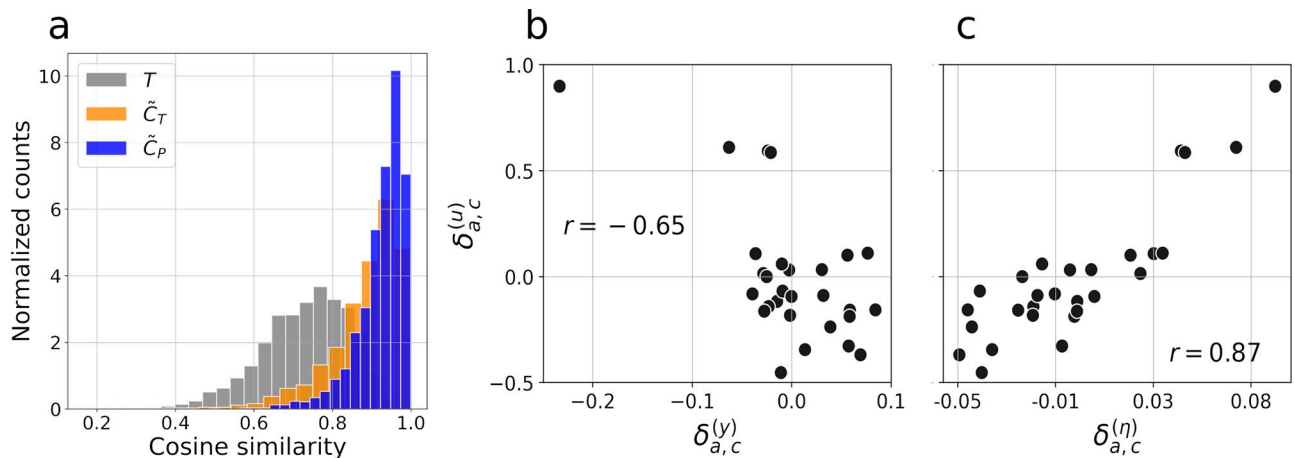 a
b
c
Normalized counts
10
8
6
4
2
0
T
C̃_T
C̃_P
0.2
0.4
0.6
0.8
1.0
Cosine similarity
δ_{a,c}^{(u)}
1.0
0.5
0.0
−0.5
r = −0.65
−0.2
−0.1
0.0
0.1
δ_{a,c}^{(y)}
r = 0.87
-0.05
-0.01
0.03
0.08
δ_{a,c}^{(η)}